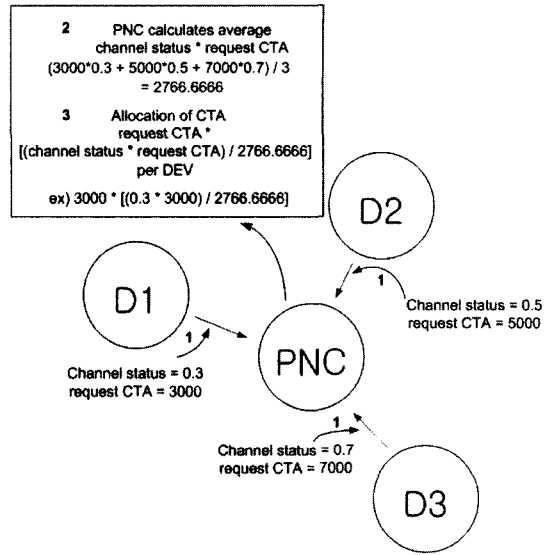 2 PNC calculates average
channel status * request CTA
(3000*0.3 + 5000*0.5 + 7000*0.7) / 3
= 2766.6666
3 Allocation of CTA
request CTA *
[(channel status * request CTA) / 2766.6666]
per DEV
ex) 3000 * [(0.3 * 3000) / 2766.6666]
D2
1
Channel status = 0.5
request CTA = 5000
D1
1
Channel status = 0.3
request CTA = 3000
PNC
1
Channel status = 0.7
request CTA = 7000
D3